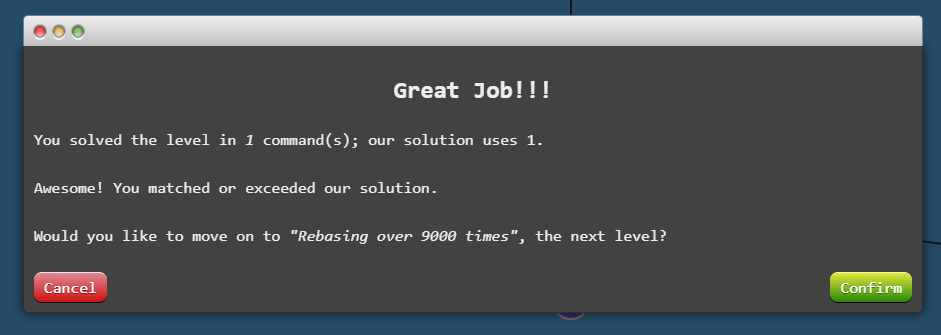 Great Job!!!
You solved the level in 1 command(s); our solution uses 1.
Awesome! You matched or exceeded our solution.
Would you like to move on to "Rebasing over 9000 times", the next level?
Cancel
Confirm